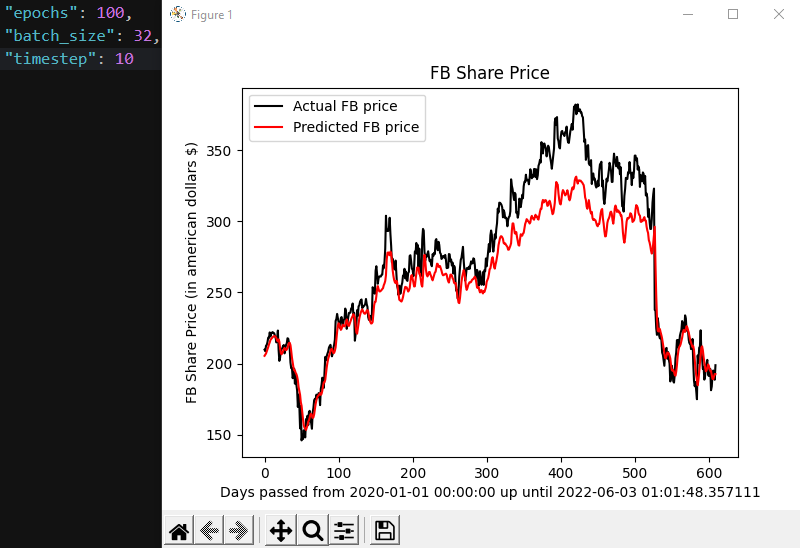 "epochs": 100,
"batch_size": 32,
"timestep": 10
Figure 1
FB Share Price
Actual FB price
Predicted FB price
FB Share Price (in american dollars $)
350
300
250
200
150
0 100 200 300 400 500 600
Days passed from 2020-01-01 00:00:00 up until 2022-06-03 01:01:48.357111